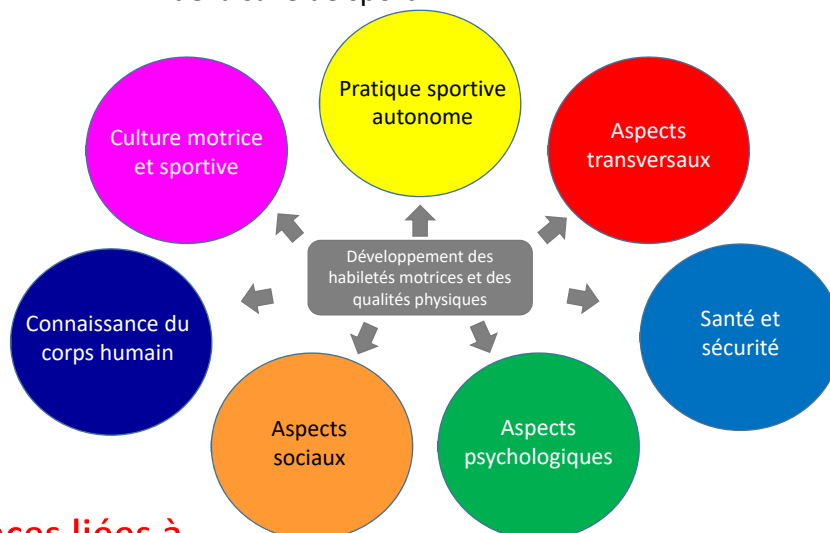 Pratique sportive
autonome
Culture motrice
et sportive
Aspects
transversaux
Développement des
habiletés motrices et des
qualités physiques
Connaissance du
corps humain
Santé et
sécurité
Aspects
sociaux
Aspects
psychologiques
liées à